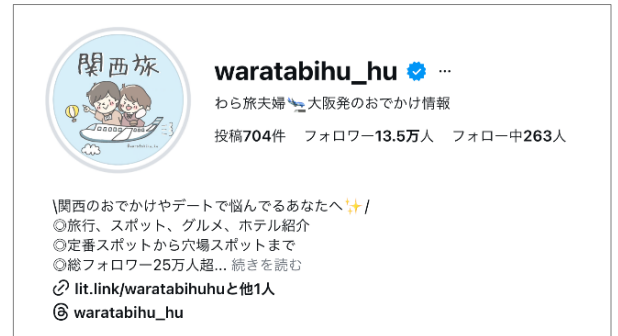 関西旅
waratabihu_hu
わら旅夫婦🛬大阪発のおでかけ情報
投稿704件 フォロワー13.5万人 フォロー中263人
\関西のおでかけやデートで悩んでるあなたへ✨/
◎旅行、スポット、グルメ、ホテル紹介
◎定番スポットから穴場スポットまで
◎総フォロワー25万人超... 続きを読む
lit.link/waratabihuhuと他1人
waratabihu_hu